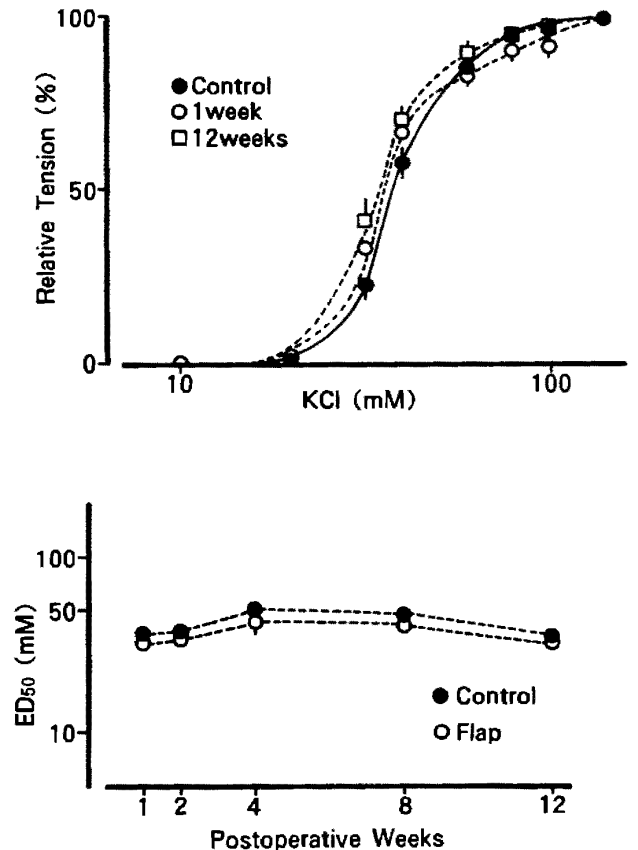 100
Relative Tension (%)
50
0
Control
1week
12weeks
10
100
KCl (mM)
100
50
10
ED50 (mM)
Control
Flap
1
2
4
8
12
Postoperative Weeks